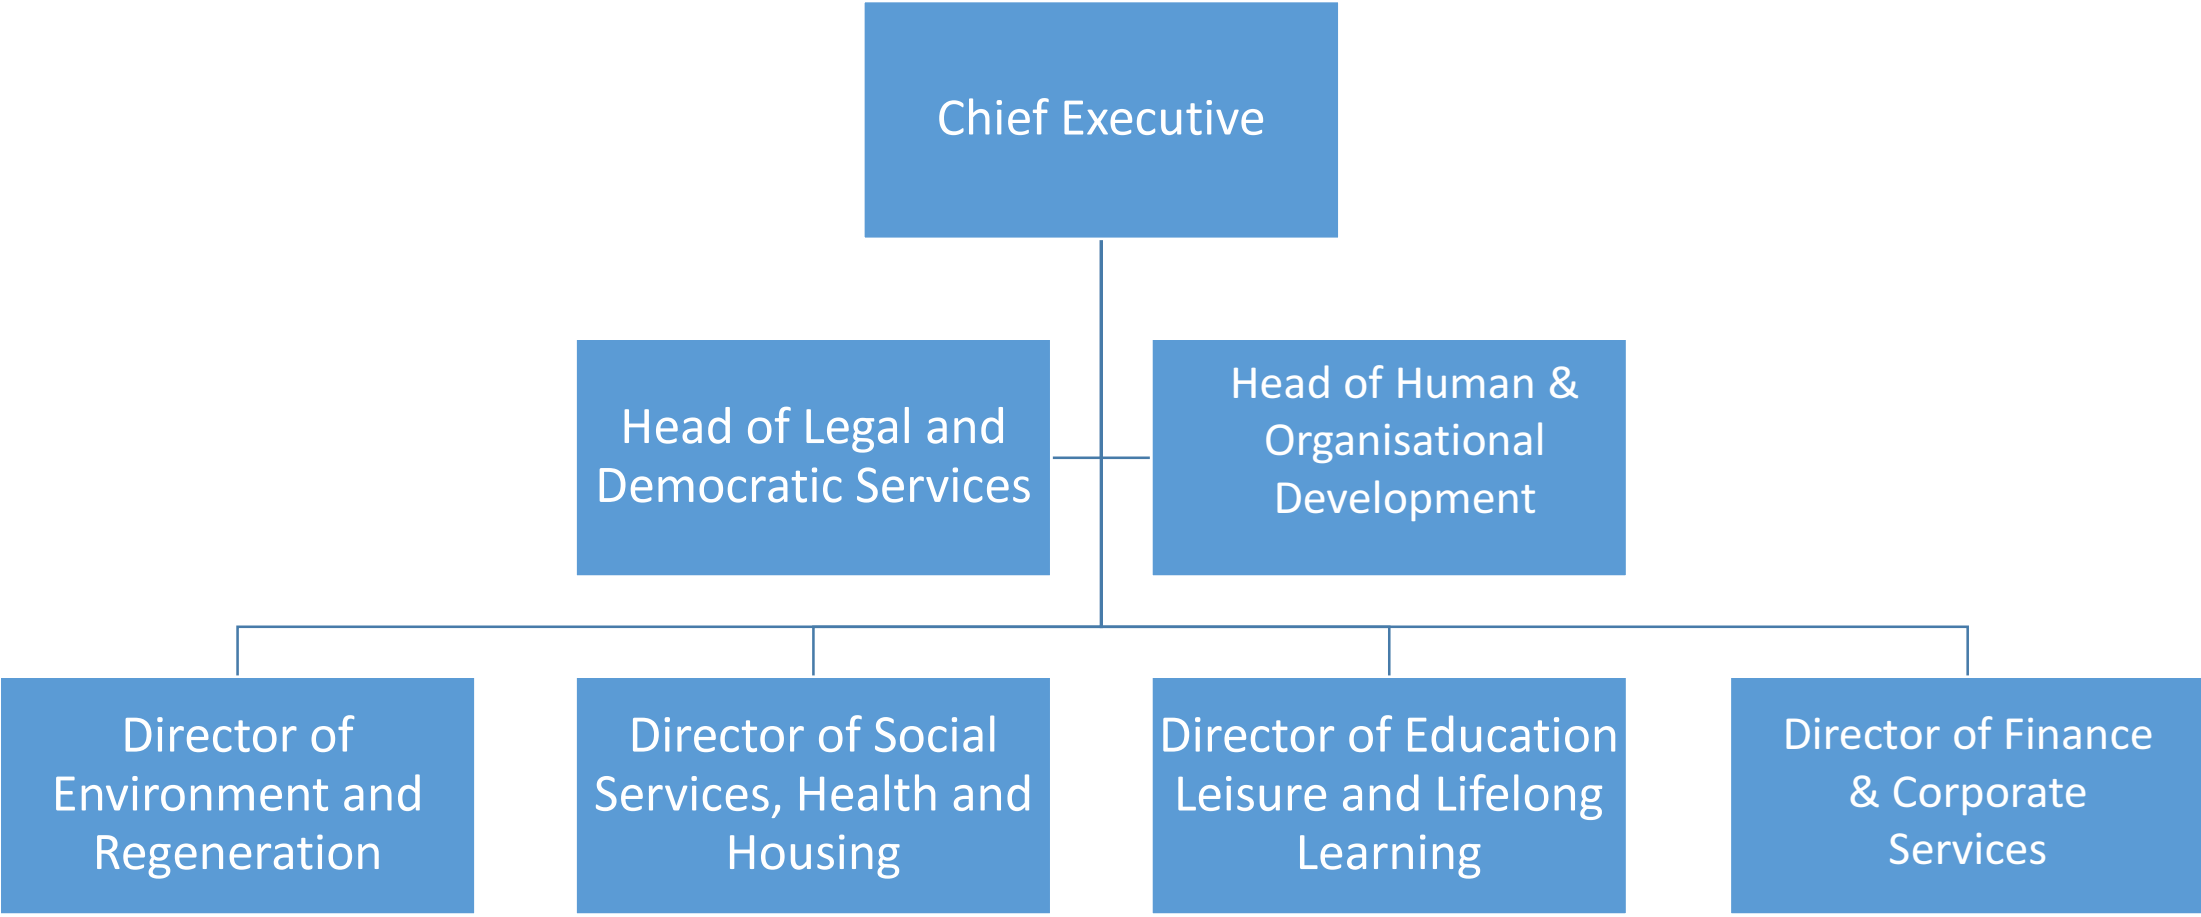 Chief Executive
Head of Legal and
Democratic Services
Head of Human &
Organisational
Development
Director of
Environment and
Regeneration
Director of Social
Services, Health and
Housing
Director of Education
Leisure and Lifelong
Learning
Director of Finance
& Corporate
Services